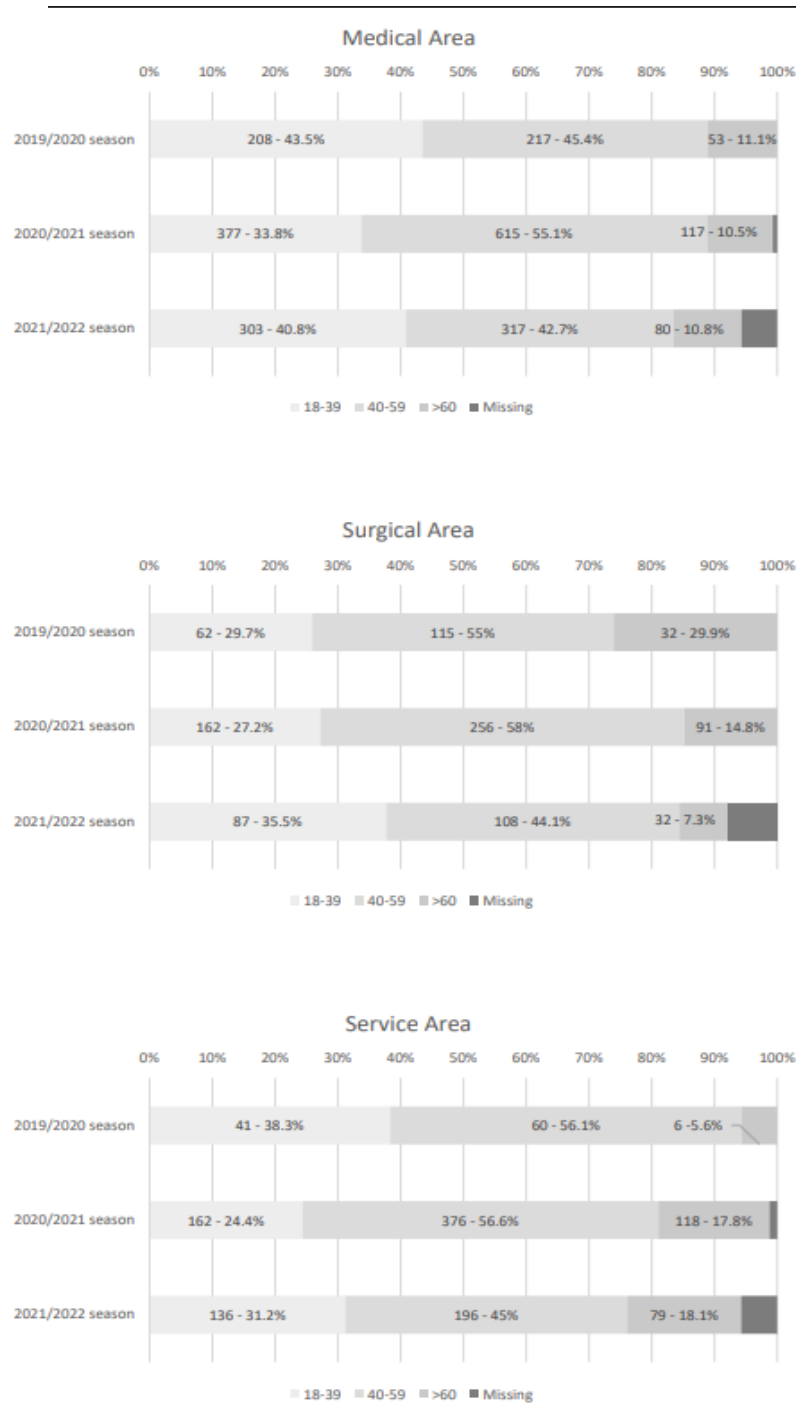 Medical Area
0% 10% 20% 30% 40% 50% 60% 70% 80% 90% 100%
2019/2020 season 208 - 43.5% 217 - 45.4% 53 - 11.1%
2020/2021 season 377 - 33.8% 615 - 55.1% 117 - 10.5%
2021/2022 season 303 - 40.8% 317 - 42.7% 80 - 10.8%
18-39 40-59 >60 Missing
Surgical Area
0% 10% 20% 30% 40% 50% 60% 70% 80% 90% 100%
2019/2020 season 62 - 29.7% 115 - 55% 32 - 29.9%
2020/2021 season 162 - 27.2% 256 - 58% 91 - 14.8%
2021/2022 season 87 - 35.5% 108 - 44.1% 32 - 7.3%
18-39 40-59 >60 Missing
Service Area
0% 10% 20% 30% 40% 50% 60% 70% 80% 90% 100%
2019/2020 season 41 - 38.3% 60 - 56.1% 6 -5.6%
2020/2021 season 162 - 24.4% 376 - 56.6% 118 - 17.8%
2021/2022 season 136 - 31.2% 196 - 45% 79 - 18.1%
18-39 40-59 >60 Missing